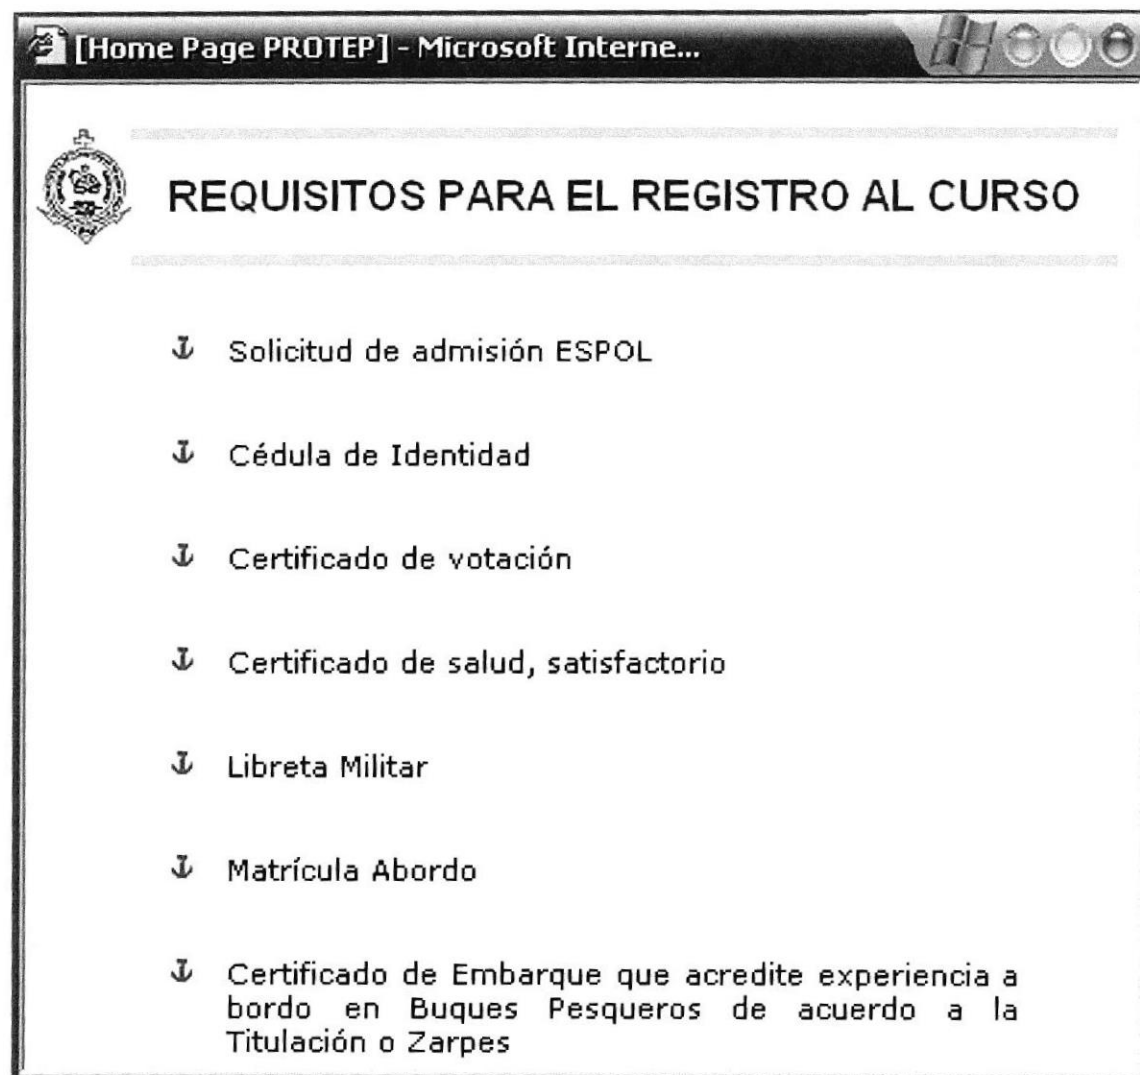 [Home Page PROTEP] - Microsoft Interne...
REQUISITOS PARA EL REGISTRO AL CURSO
Solicitud de admisión ESPOL
Cédula de Identidad
Certificado de votación
Certificado de salud, satisfactorio
Libreta Militar
Matrícula Abordo
Certificado de Embarque que acredite experiencia a
bordo en Buques Pesqueros de acuerdo a la
Titulación o Zarpes